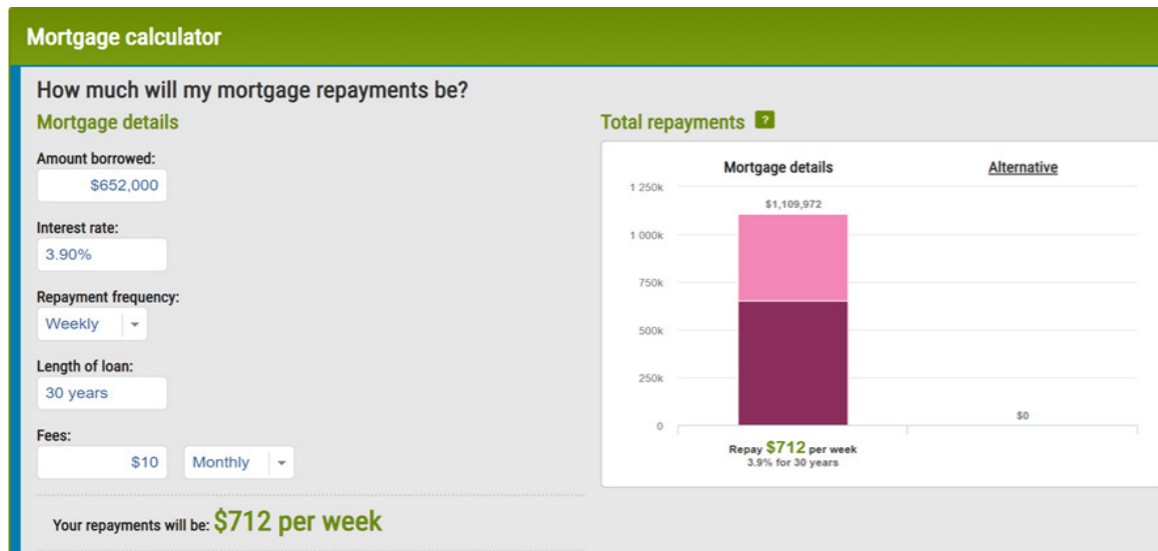 Mortgage calculator
How much will my mortgage repayments be?
Mortgage details
Amount borrowed:
$652,000
Interest rate:
3.90%
Repayment frequency:
Weekly
Length of loan:
30 years
Fees:
$10 Monthly
Your repayments will be: $712 per week
Total repayments ?
Mortgage details Alternative
1 250k
$1,109,972
1 000k
750k
500k
250k
$0
0
Repay $712 per week
3.9% for 30 years